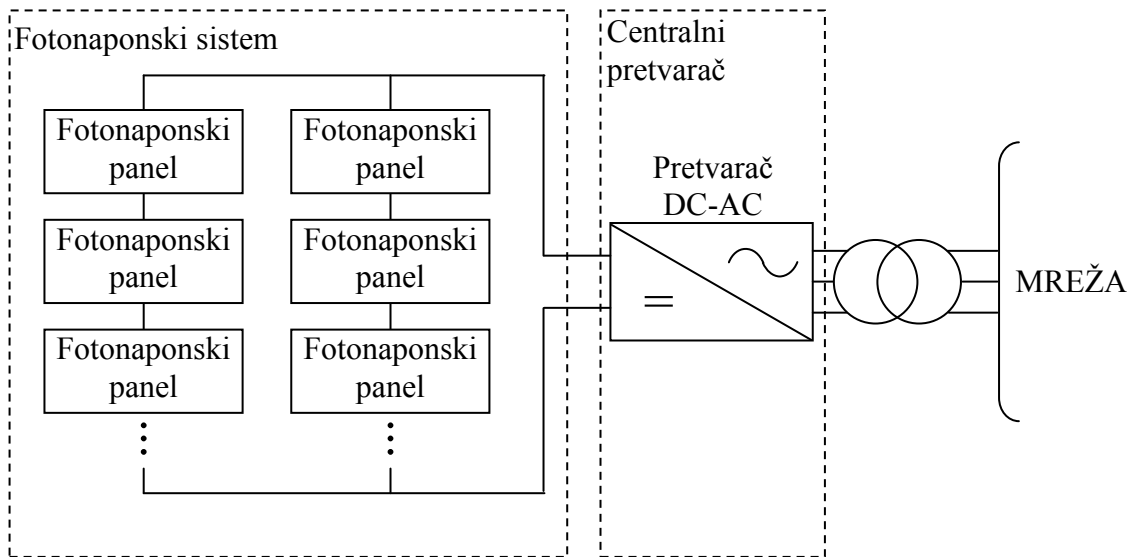 Fotonaponski sistem
Fotonaponski
panel
Fotonaponski
panel
Fotonaponski
panel
Fotonaponski
panel
Fotonaponski
panel
Fotonaponski
panel
Centralni
pretvarač
Pretvarač
DC-AC
MREŽA